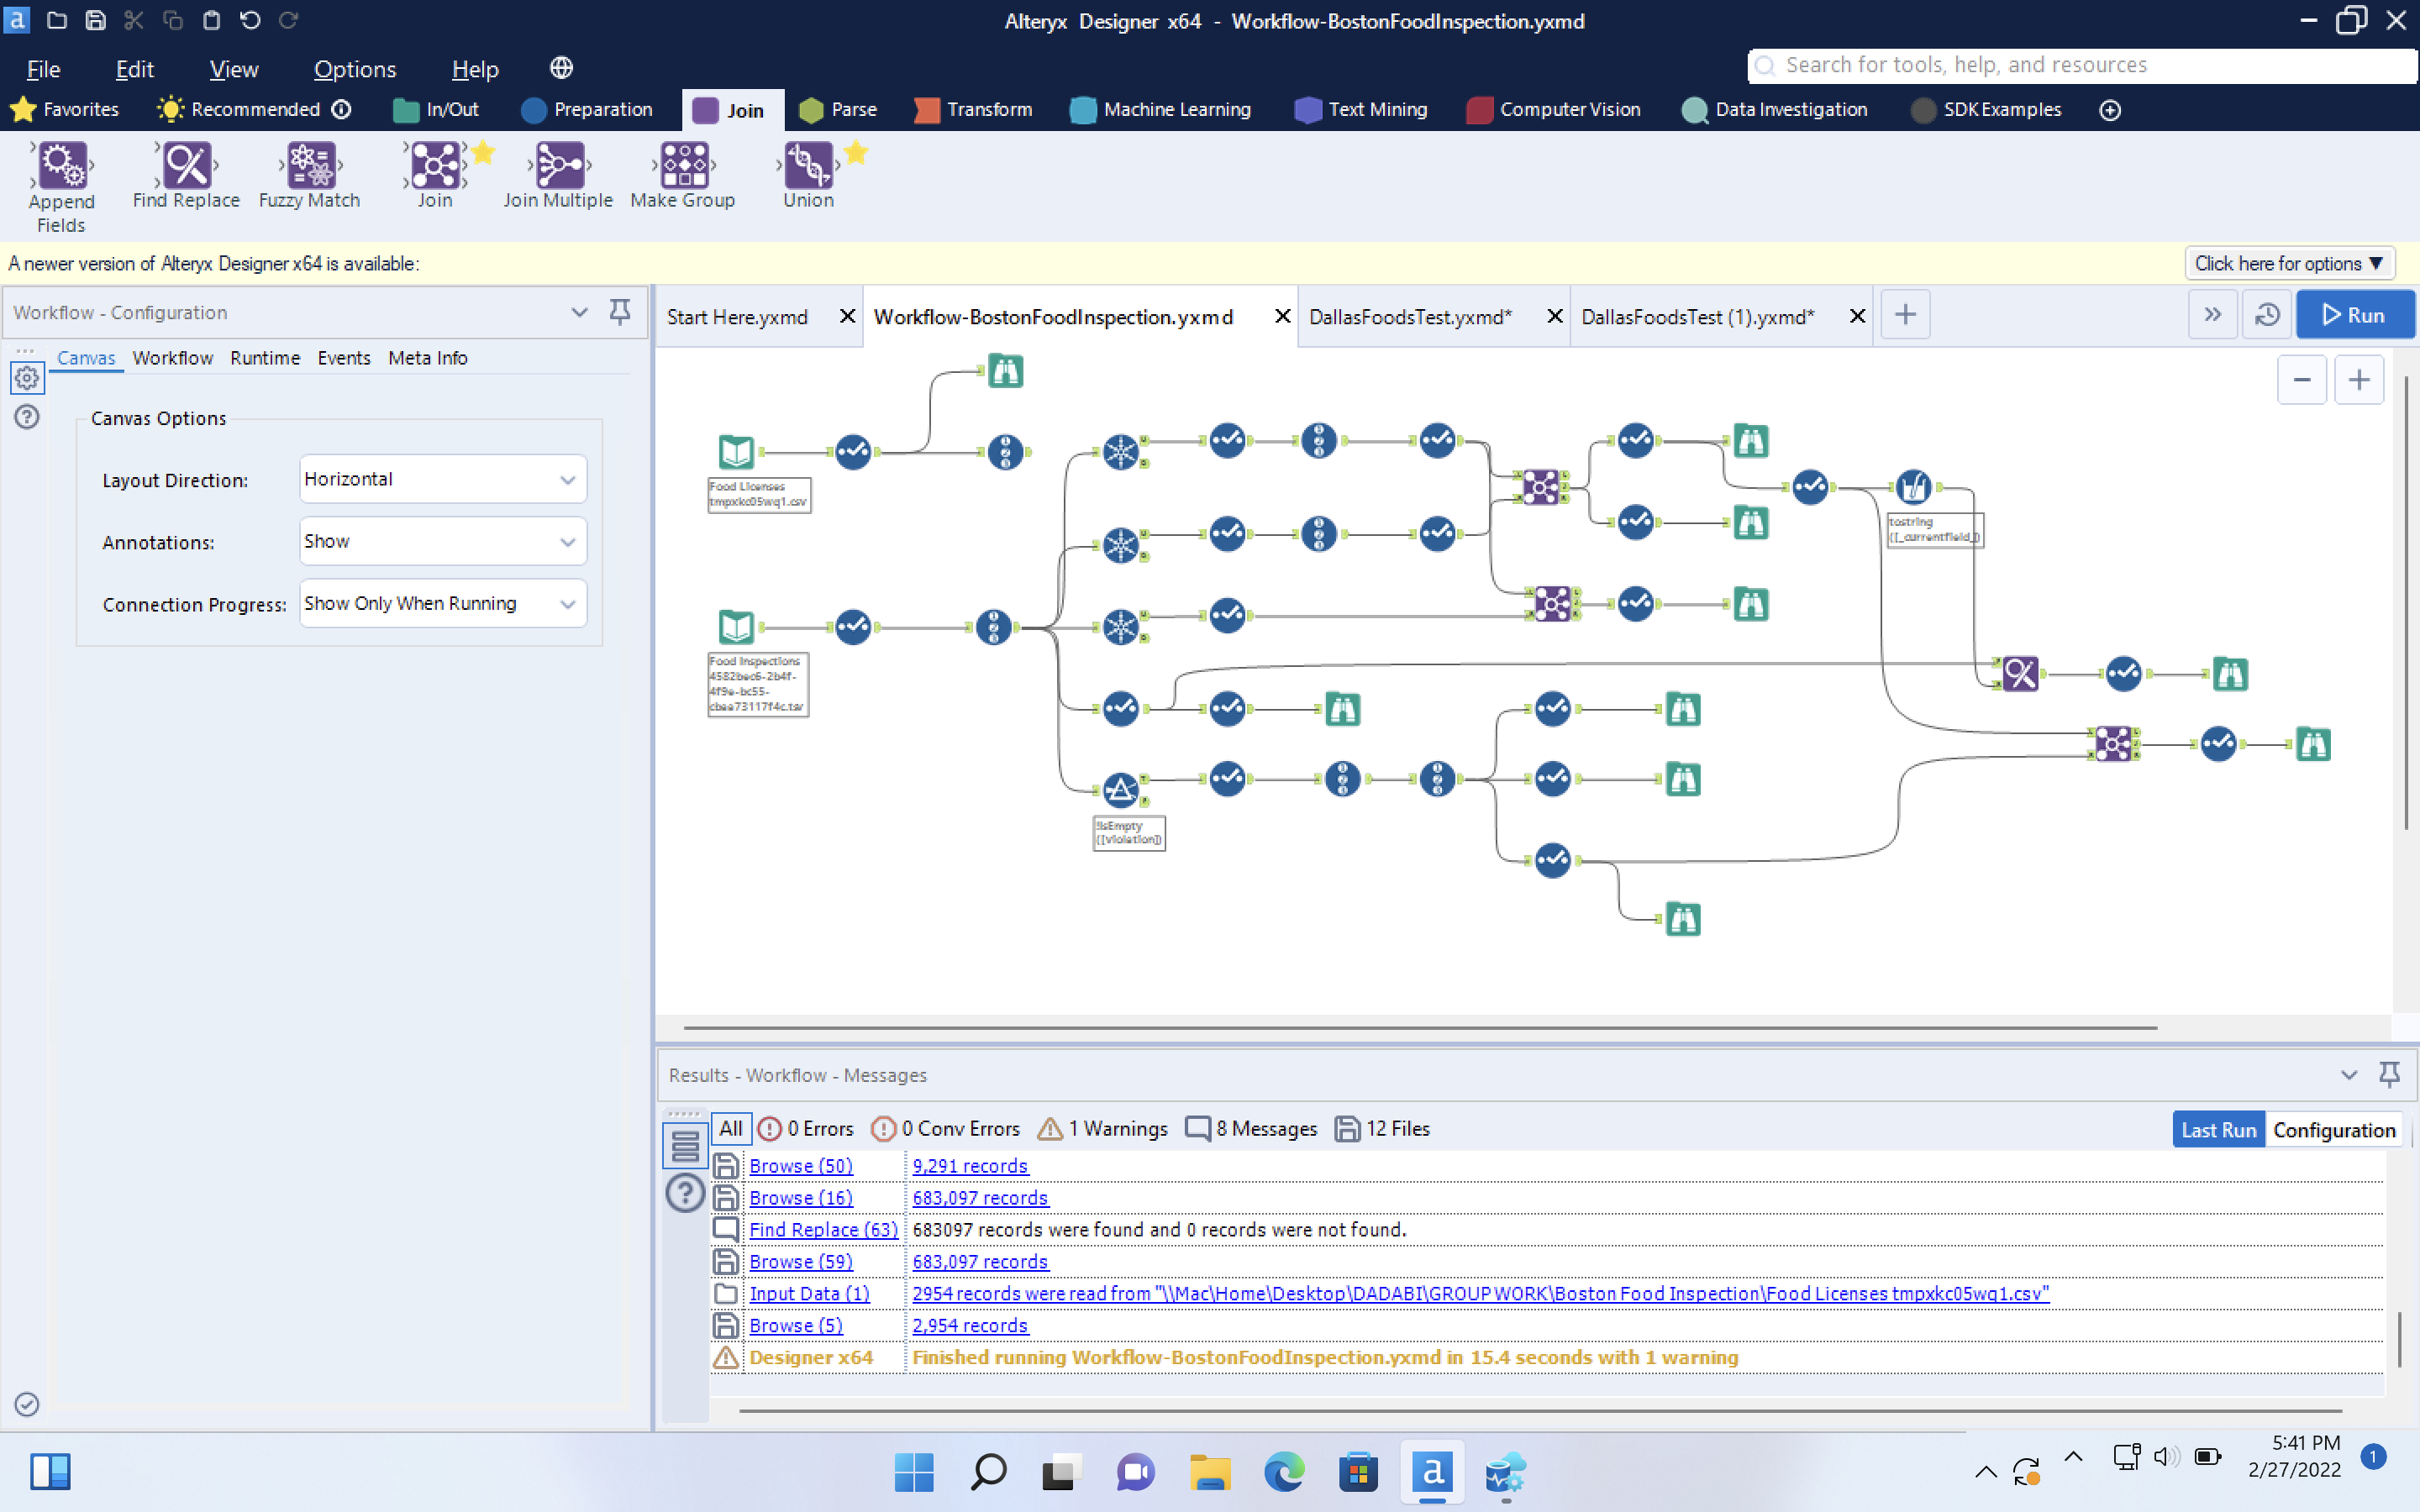 Alteryx Designer x64 - Workflow-BostonFoodInspection.yxmd
File Edit View Options Help
Search for tools, help, and resources
Favorites Recommended In/Out Preparation Join Parse Transform Machine Learning Text Mining Computer Vision Data Investigation SDK Examples
Append Fields
Find Replace
Fuzzy Match
Join
Join Multiple
Make Group
Union
A newer version of Alteryx Designer x64 is available:
Click here for options ▼
Workflow - Configuration
Start Here.yxmd
Workflow-BostonFoodInspection.yxmd
DallasFoodsTest.yxmd*
DallasFoodsTest (1).yxmd*
Run
Canvas Workflow Runtime Events Meta Info
Canvas Options
Layout Direction: Horizontal
Annotations: Show
Connection Progress: Show Only When Running
Food Licenses
tmpxkc05wq1.csv
tostring
([_currentfield_])
Food Inspections
4582bec6-2b4f-
4f9e-bc55-
cbea73117f4c.tsv
!IsEmpty
([violation])
Results - Workflow - Messages
All 0 Errors 0 Conv Errors 1 Warnings 8 Messages 12 Files
Last Run Configuration
Browse (50) 9,291 records
Browse (16) 683,097 records
Find Replace (63) 683097 records were found and 0 records were not found.
Browse (59) 683,097 records
Input Data (1) 2954 records were read from "\\Mac\Home\Desktop\DADABI\GROUP WORK\Boston Food Inspection\Food Licenses tmpxkc05wq1.csv"
Browse (5) 2,954 records
Designer x64 Finished running Workflow-BostonFoodInspection.yxmd in 15.4 seconds with 1 warning
5:41 PM
2/27/2022
1